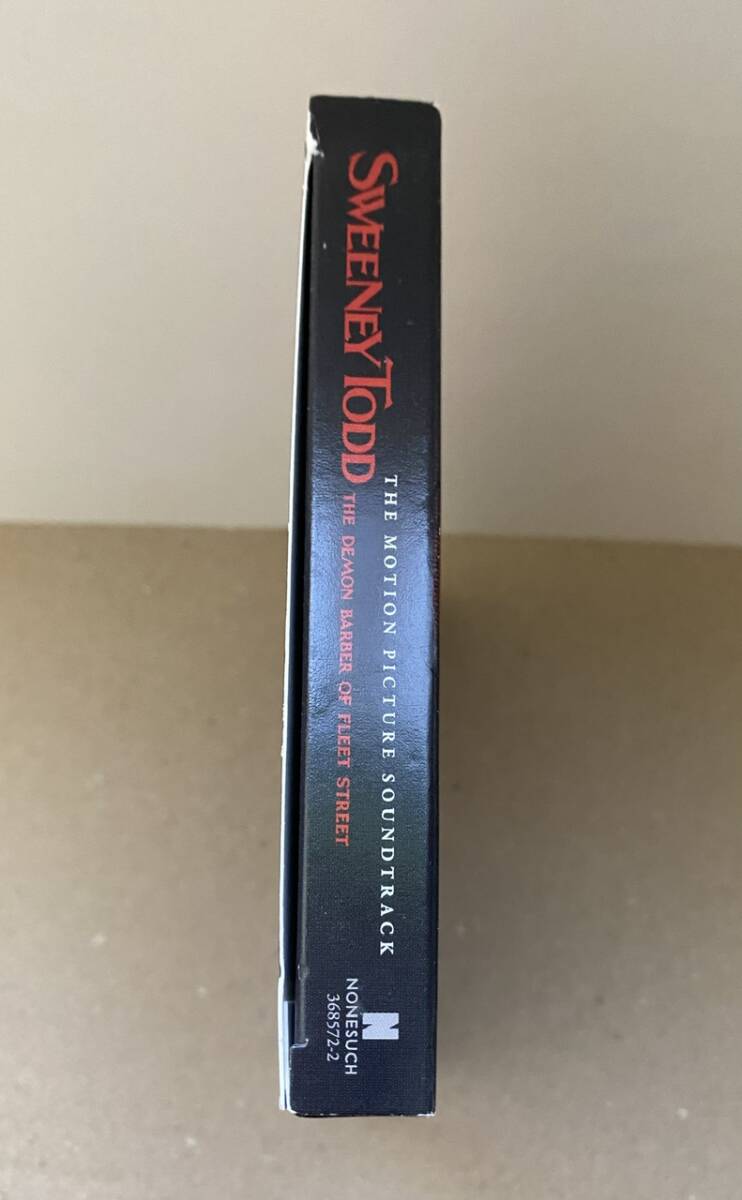 SWEENEY TODD
THE DEMON BARBER OF FLEET STREET
THE MOTION PICTURE SOUNDTRACK
N
NONESUCH
368572-2